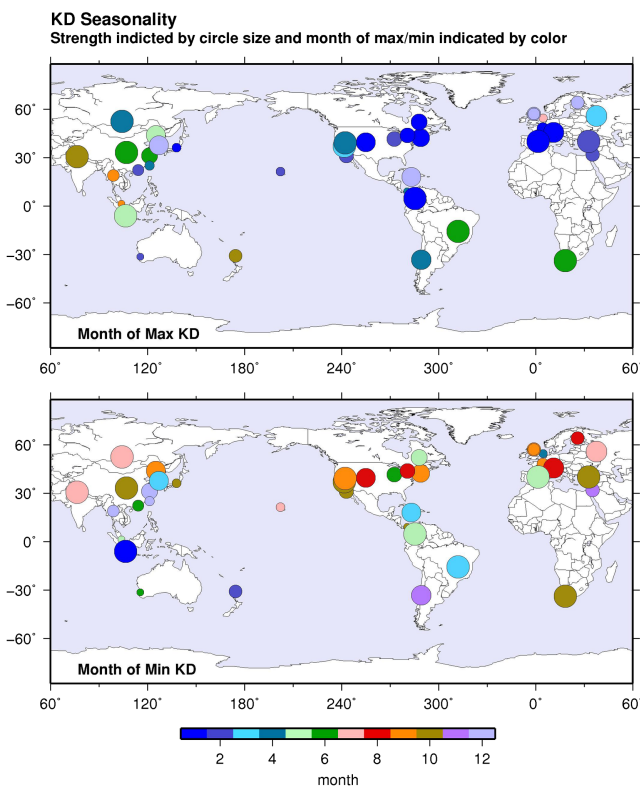 KD Seasonality
Strength indicted by circle size and month of max/min indicated by color
60˚
30˚
0˚
−30˚
−60˚
Month of Max KD
60˚ 120˚ 180˚ 240˚ 300˚ 0˚ 60˚
60˚
30˚
0˚
−30˚
−60˚
Month of Min KD
60˚ 120˚ 180˚ 240˚ 300˚ 0˚ 60˚
2 4 6 8 10 12
month